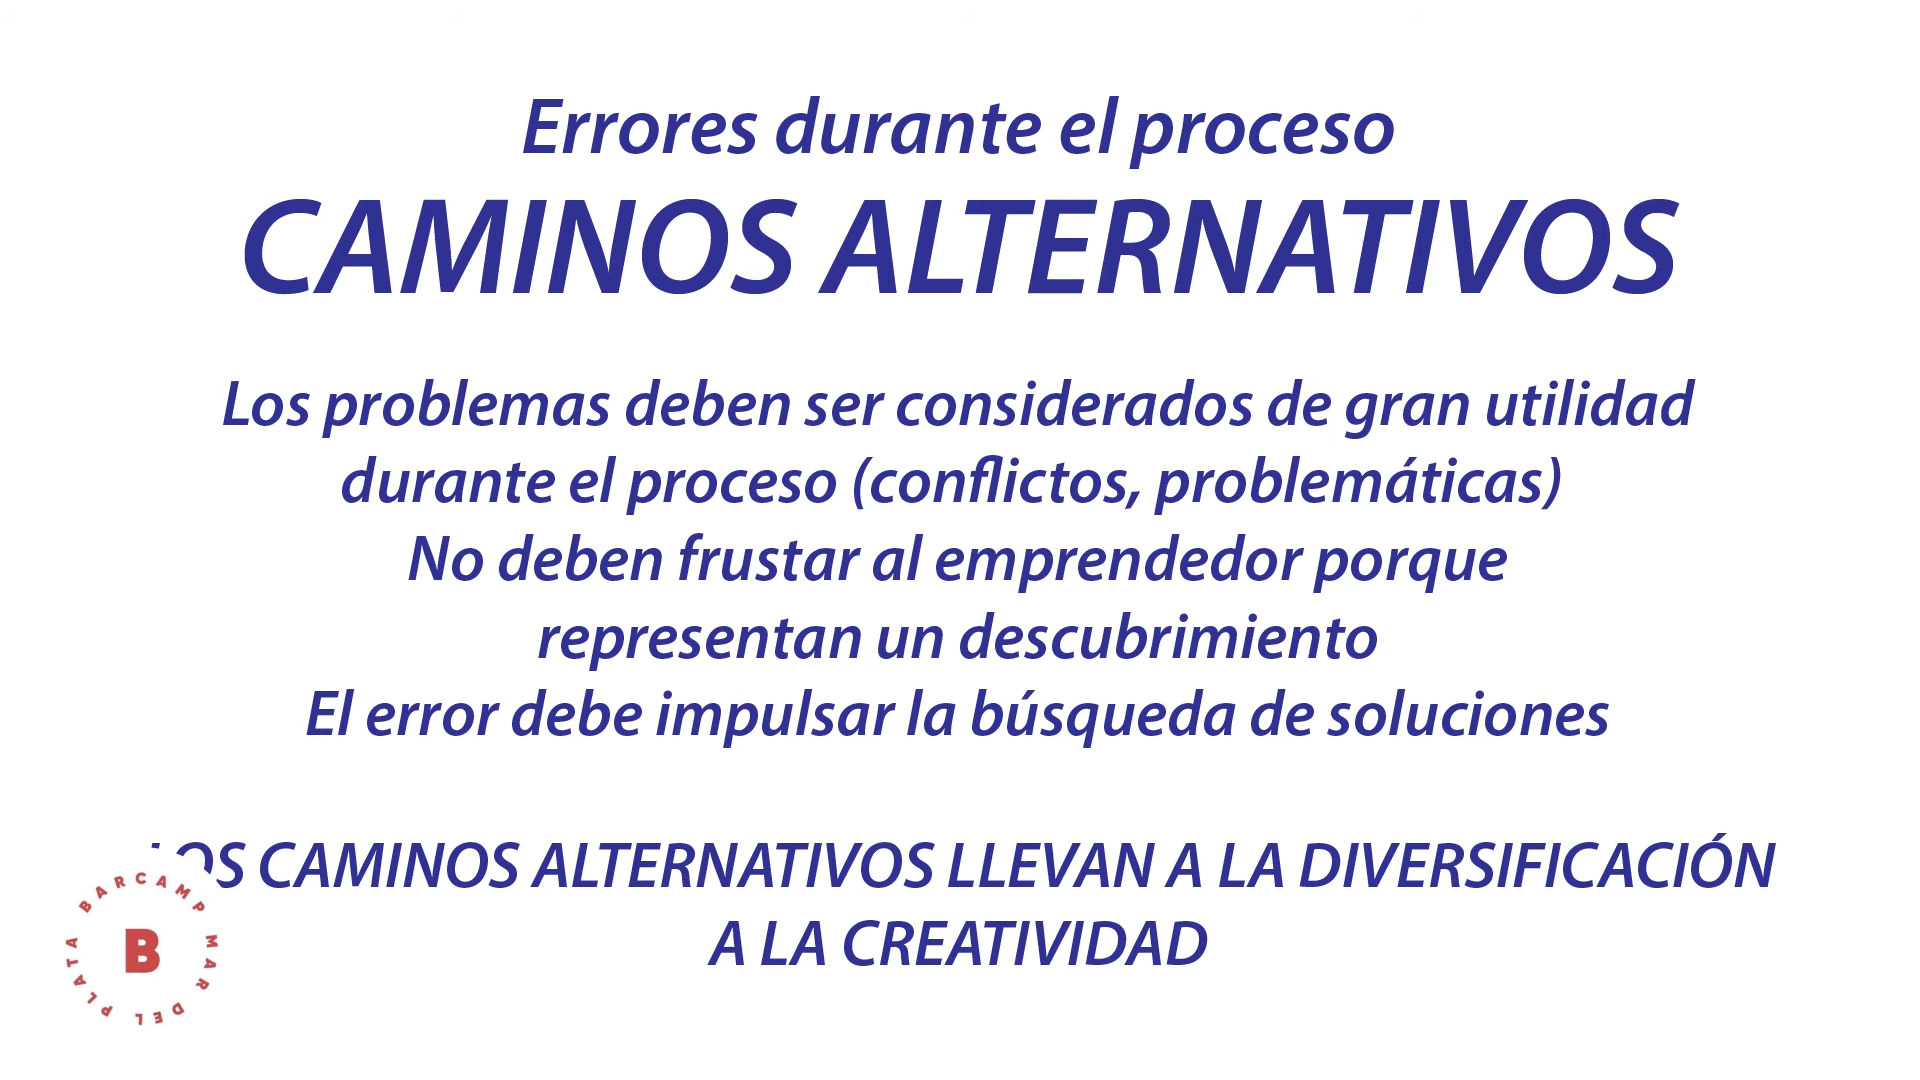 Errores durante el proceso
CAMINOS ALTERNATIVOS
Los problemas deben ser considerados de gran utilidad
durante el proceso (conflictos, problemáticas)
No deben frustar al emprendedor porque
representan un descubrimiento
El error debe impulsar la búsqueda de soluciones
LOS CAMINOS ALTERNATIVOS LLEVAN A LA DIVERSIFICACIÓN
A LA CREATIVIDAD
BARCAMP MAR DEL PLATA
B